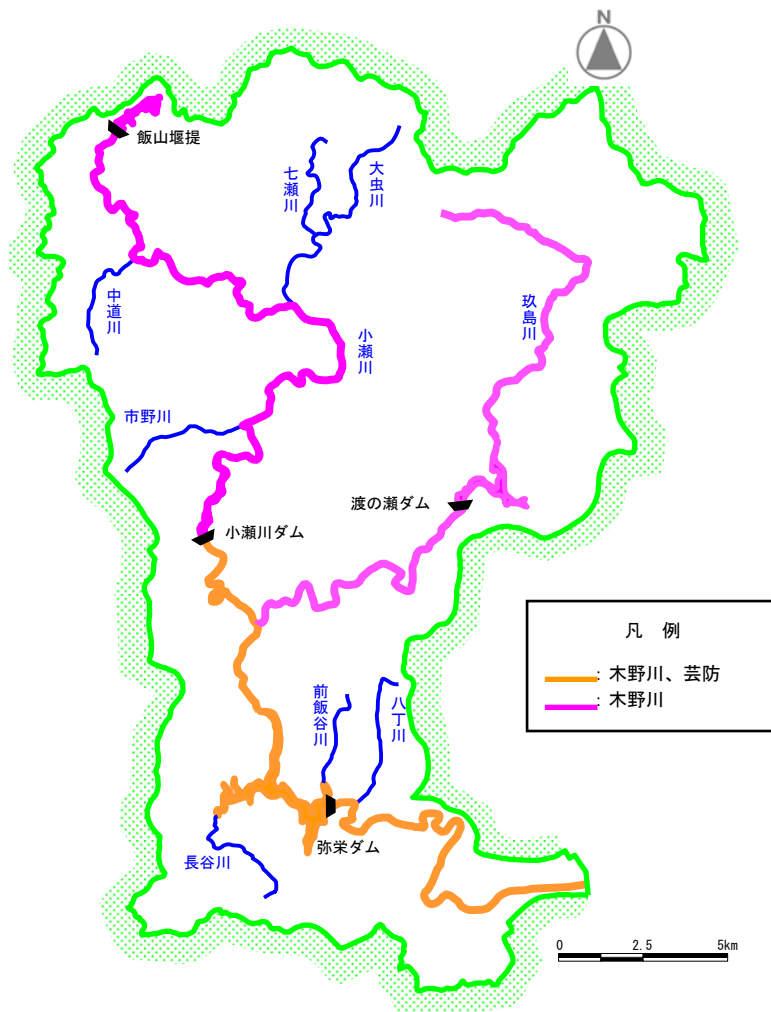 N
飯山堰提
七瀬川
大虫川
中道川
小瀬川
玖島川
市野川
渡の瀬ダム
小瀬川ダム
凡 例
: 木野川、芸防
: 木野川
前飯谷川
八丁川
弥栄ダム
長谷川
0 2.5 5km